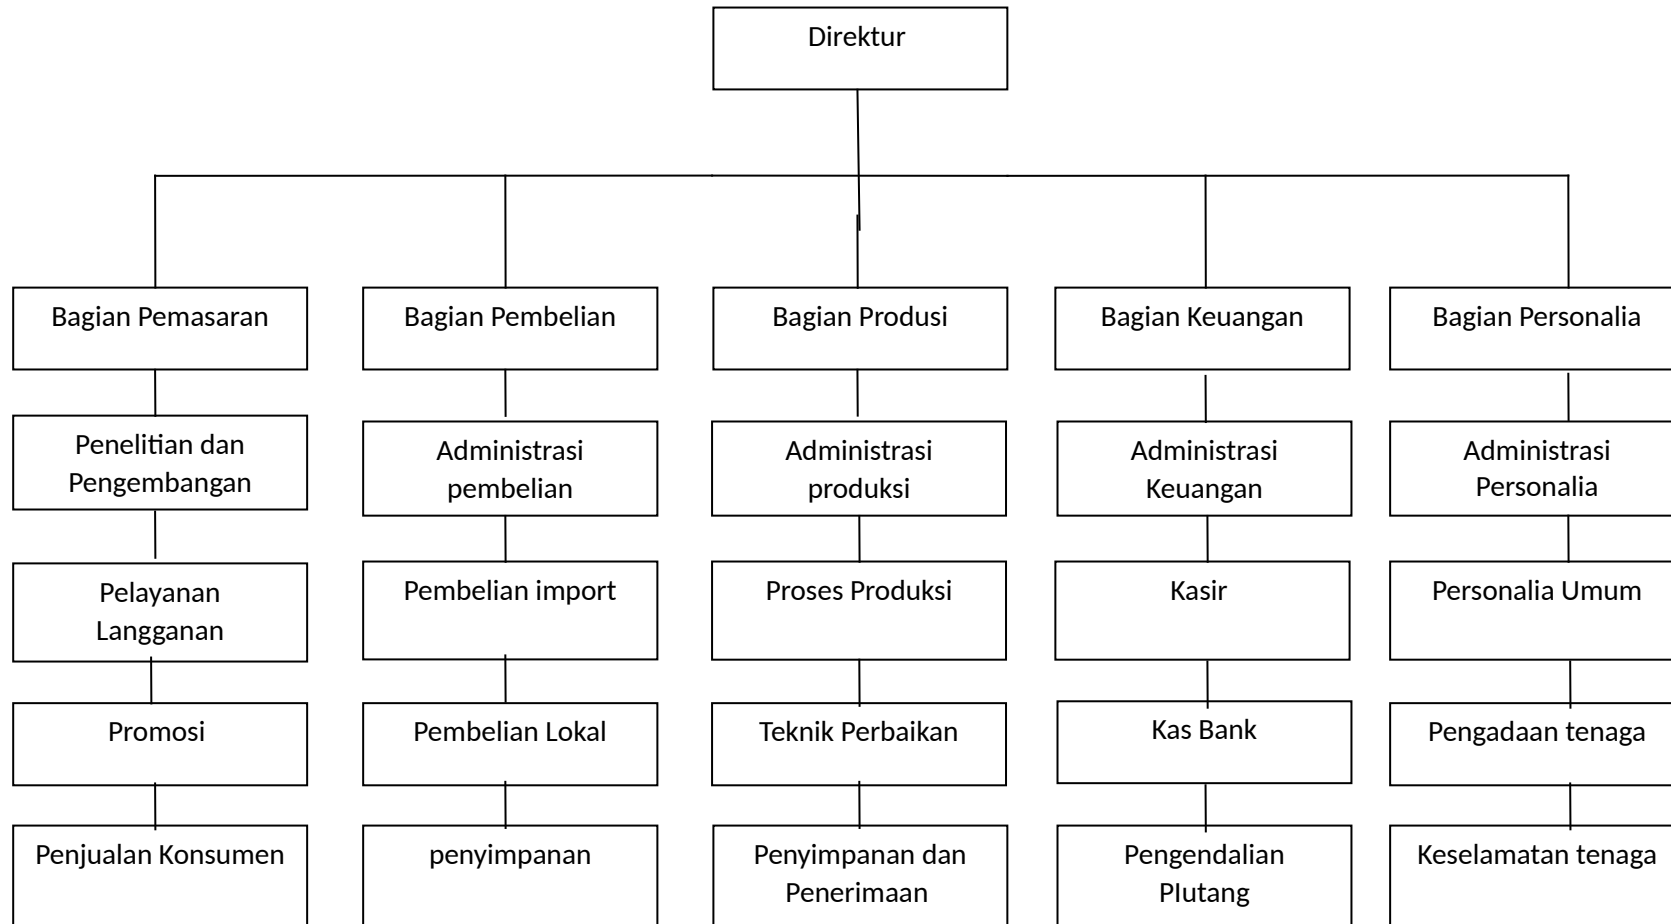 Direktur
Bagian Pemasaran
Bagian Pembelian
Bagian Produsi
Bagian Keuangan
Bagian Personalia
Penelitian dan
Pengembangan
Administrasi
pembelian
Administrasi
produksi
Administrasi
Keuangan
Administrasi
Personalia
Pelayanan
Langganan
Pembelian import
Proses Produksi
Kasir
Personalia Umum
Promosi
Pembelian Lokal
Teknik Perbaikan
Kas Bank
Pengadaan tenaga
Penjualan Konsumen
penyimpanan
Penyimpanan dan
Penerimaan
Pengendalian
PIutang
Keselamatan tenaga